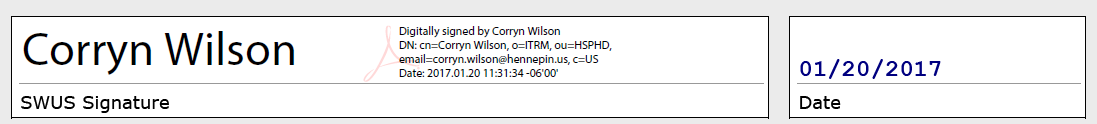 Corryn Wilson
Digitally signed by Corryn Wilson
DN: cn=Corryn Wilson, o=ITRM, ou=HSPHD,
email=corryn.wilson@hennepin.us, c=US
Date: 2017.01.20 11:31:34 -06'00'
SWUS Signature
01/20/2017
Date